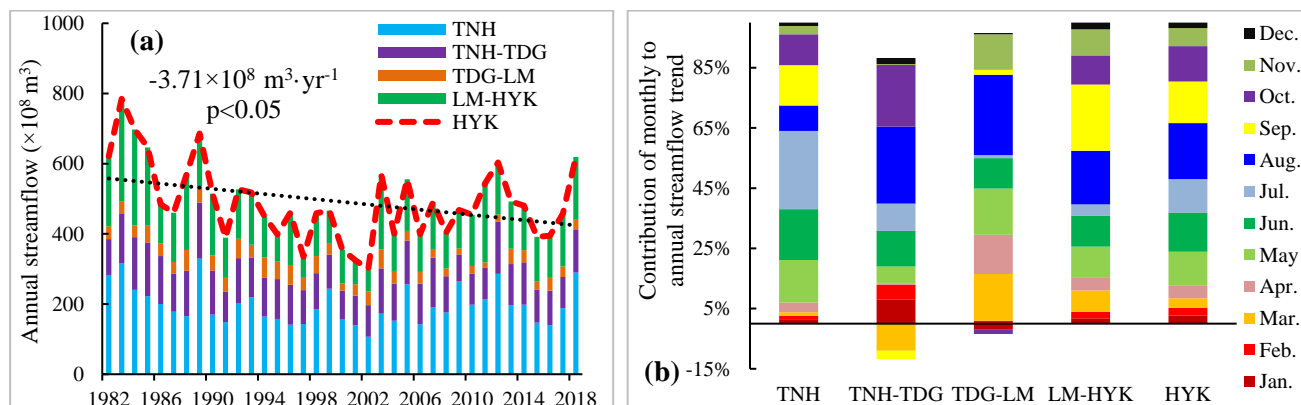 (a)
-3.71×10⁸ m³·yr⁻¹
p<0.05
TNH
TNH-TDG
TDG-LM
LM-HYK
HYK
Annual streamflow (×10⁸ m³)
1000
800
600
400
200
0
1982 1986 1990 1994 1998 2002 2006 2010 2014 2018
Contribution of monthly to
annual streamflow trend
85%
65%
45%
25%
5%
-15%
(b)
TNH TNH-TDG TDG-LM LM-HYK HYK
Dec.
Nov.
Oct.
Sep.
Aug.
Jul.
Jun.
May
Apr.
Mar.
Feb.
Jan.